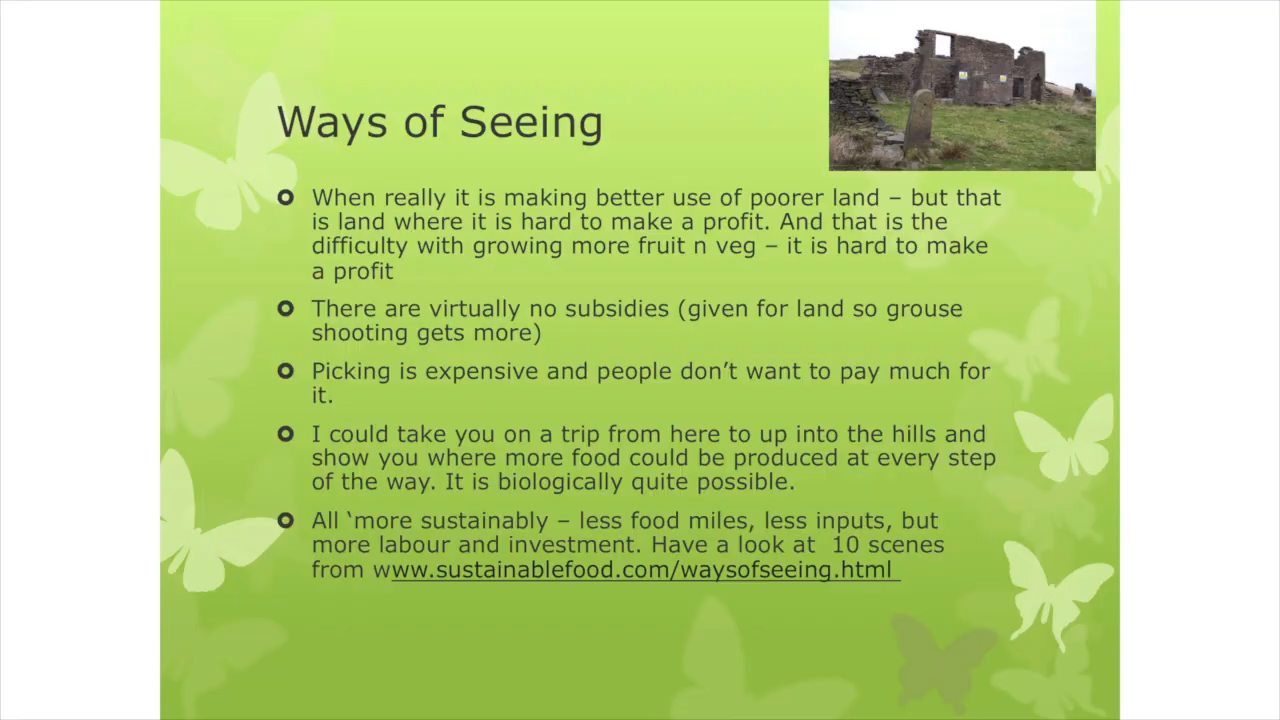 Ways of Seeing
When really it is making better use of poorer land – but that
is land where it is hard to make a profit. And that is the
difficulty with growing more fruit n veg – it is hard to make
a profit
There are virtually no subsidies (given for land so grouse
shooting gets more)
Picking is expensive and people don’t want to pay much for
it.
I could take you on a trip from here to up into the hills and
show you where more food could be produced at every step
of the way. It is biologically quite possible.
All ‘more sustainably – less food miles, less inputs, but
more labour and investment. Have a look at  10 scenes
from www.sustainablefood.com/waysofseeing.html